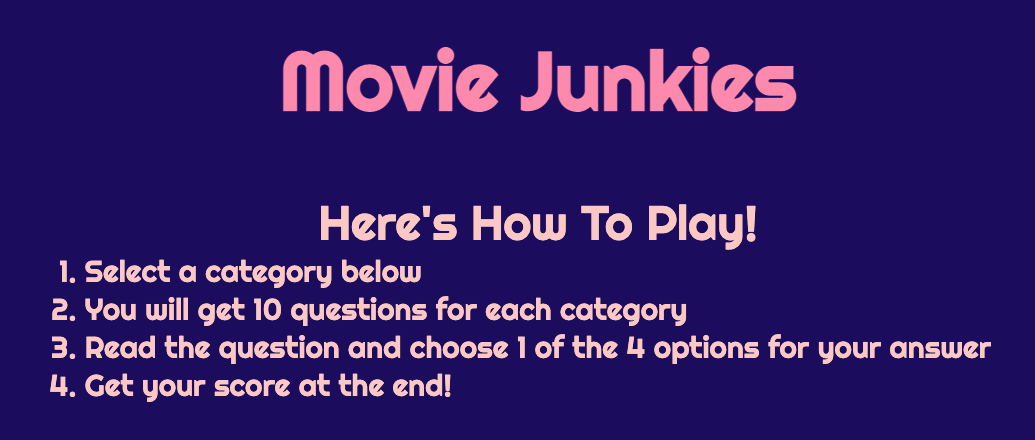 Movie Junkies
Here's How To Play!
1. Select a category below
2. You will get 10 questions for each category
3. Read the question and choose 1 of the 4 options for your answer
4. Get your score at the end!